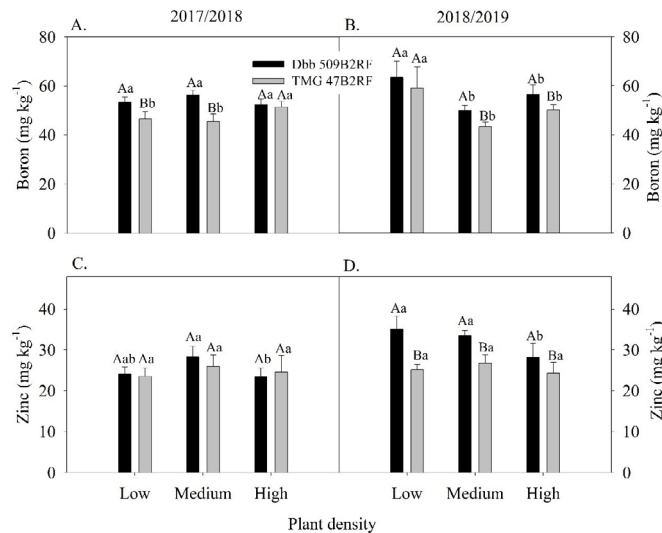 2017/2018
2018/2019
A.
B.
80
60
40
20
0
Boron (mg kg-1)
Dbb 509B2RF
TMG 47B2RF
Aa
Bb
Aa
Bb
Aa
Aa
Aa
Aa
Ab
Bb
Ab
Bb
80
60
40
20
0
Boron (mg kg-1)
C.
D.
40
30
20
10
0
Zinc (mg kg-1)
Aab
Aa
Aa
Aa
Ab
Aa
Aa
Ba
Aa
Ba
Ab
Ba
40
30
20
10
0
Zinc (mg kg-1)
Low Medium High
Low Medium High
Plant density